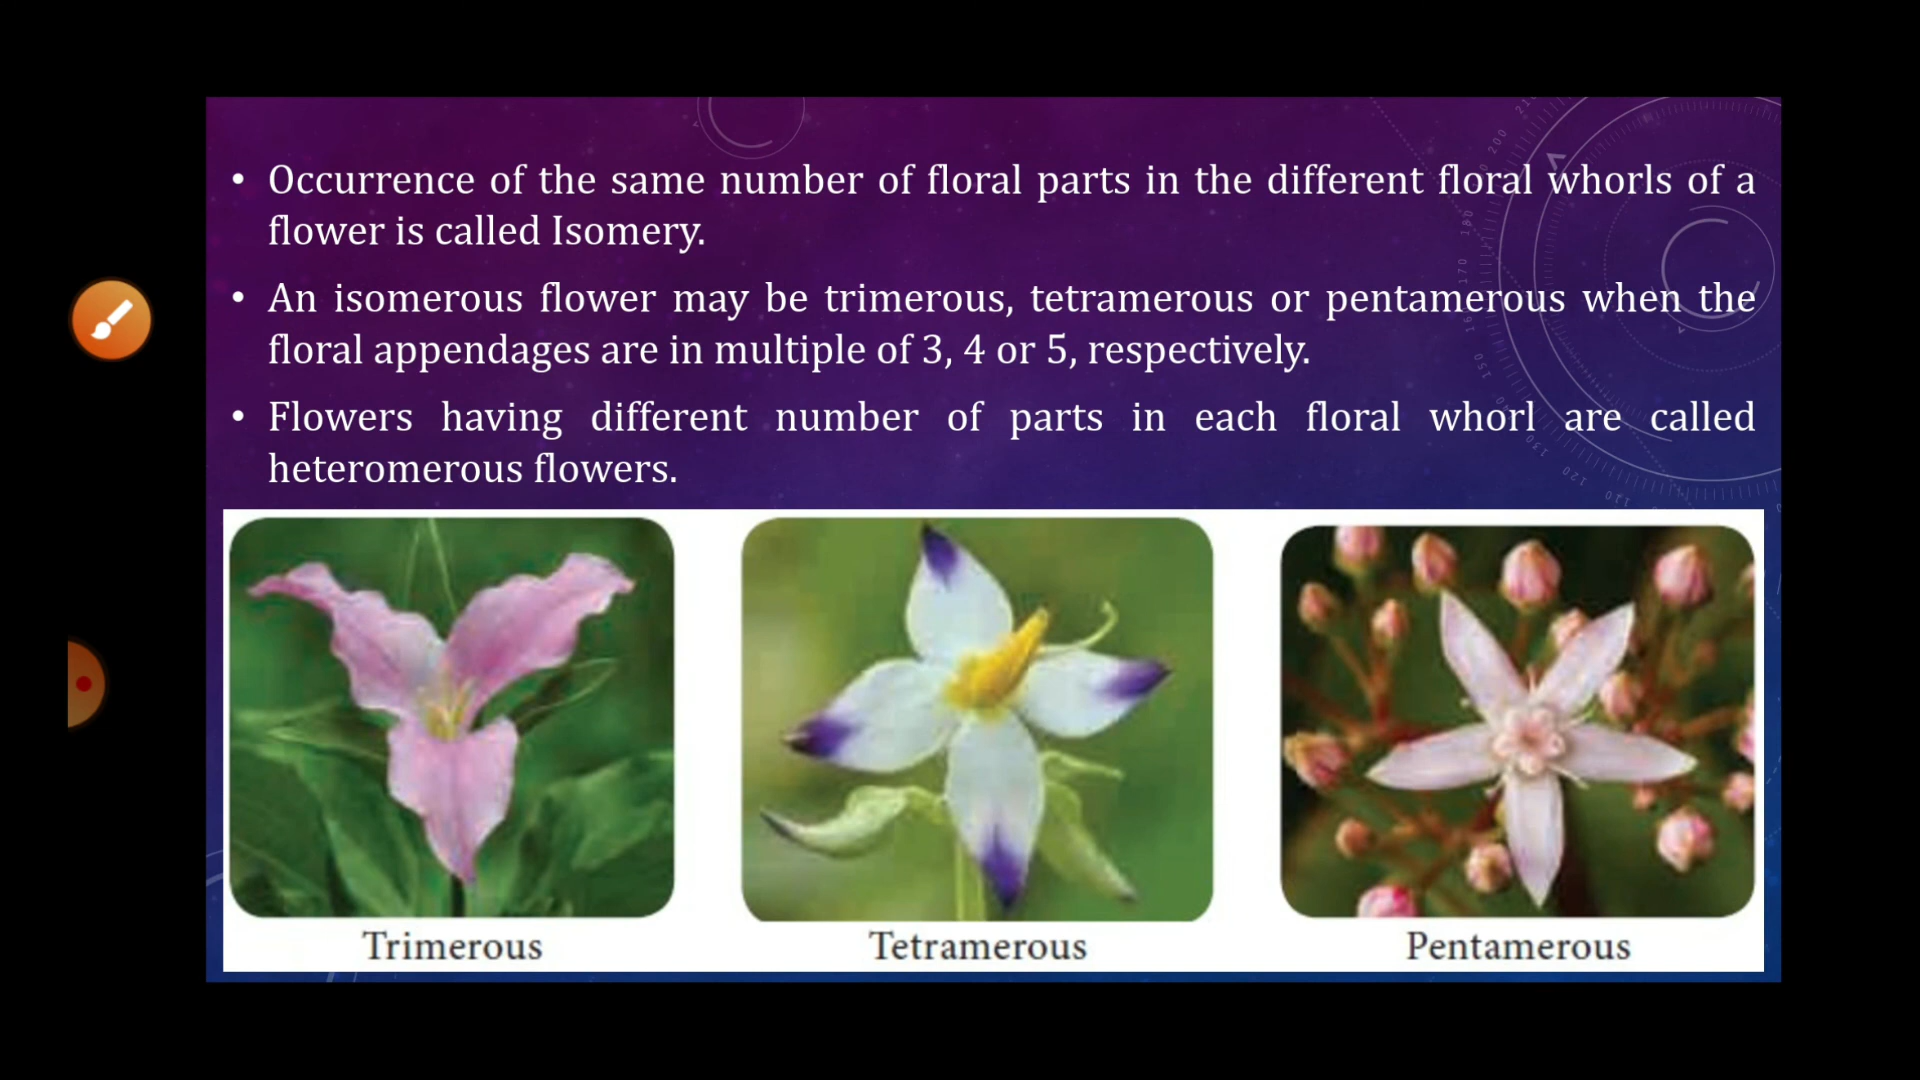 • Occurrence of the same number of floral parts in the different floral whorls of a
flower is called Isomery.
• An isomerous flower may be trimerous, tetramerous or pentamerous when the
floral appendages are in multiple of 3, 4 or 5, respectively.
• Flowers having different number of parts in each floral whorl are called
heteromerous flowers.
Trimerous
Tetramerous
Pentamerous